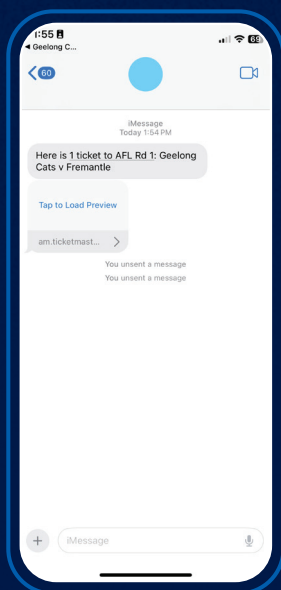 1:55
◀ Geelong C...
69
60
iMessage
Today 1:54 PM
Here is 1 ticket to AFL Rd 1: Geelong
Cats v Fremantle
Tap to Load Preview
am.ticketmast...
You unsent a message
You unsent a message
iMessage